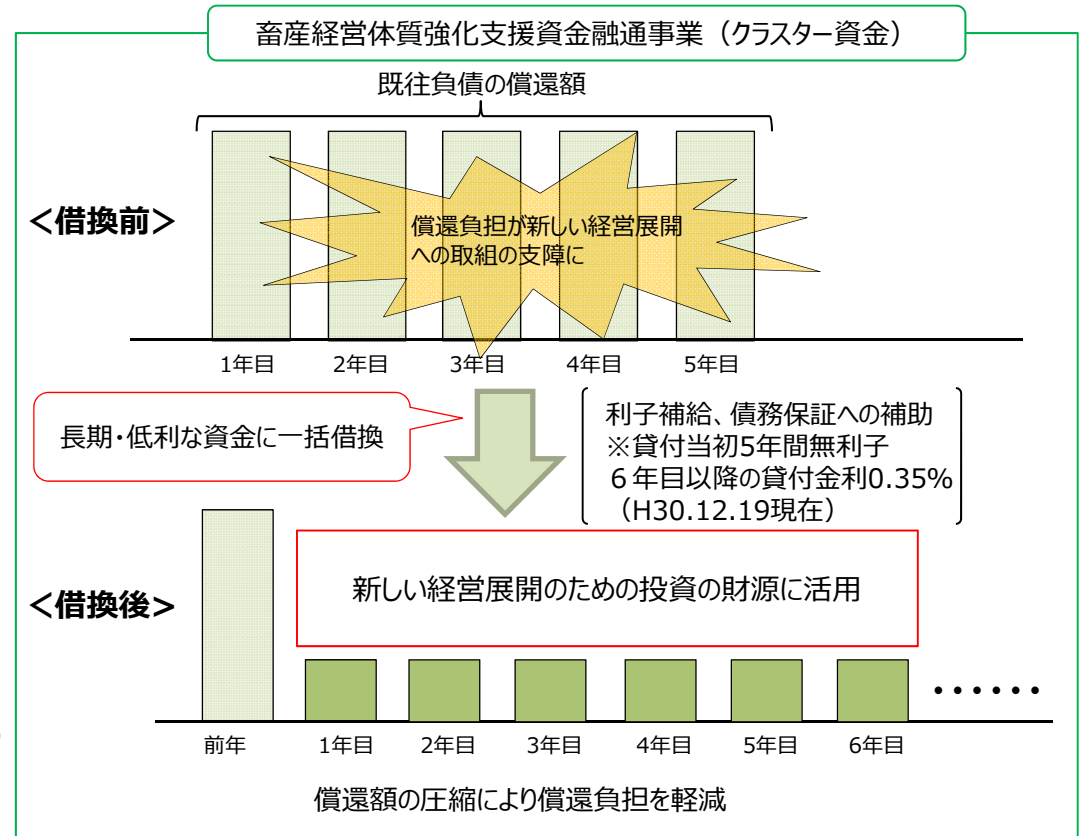 畜産経営体質強化支援資金融通事業（クラスター資金）
既往負債の償還額
＜借換前＞
償還負担が新しい経営展開
への取組の支障に
1年目 2年目 3年目 4年目 5年目
長期・低利な資金に一括借換
利子補給、債務保証への補助
※貸付当初5年間無利子
６年目以降の貸付金利0.35%
（H30.12.19現在）
＜借換後＞
新しい経営展開のための投資の財源に活用
・・・・・・
前年 1年目 2年目 3年目 4年目 5年目 6年目
償還額の圧縮により償還負担を軽減